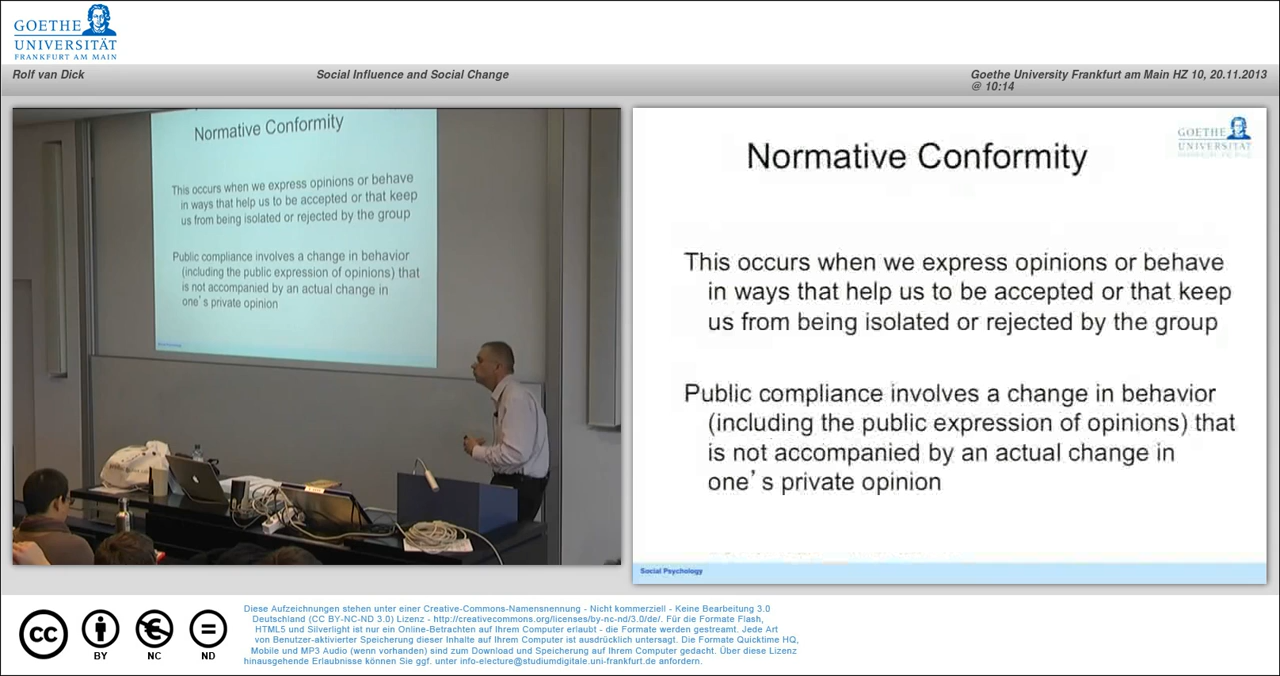 GOETHE
UNIVERSITÄT
FRANKFURT AM MAIN
Rolf van Dick
Social Influence and Social Change
Goethe University Frankfurt am Main HZ 10, 20.11.2013
@ 10:14
Normative Conformity
This occurs when we express opinions or behave
in ways that help us to be accepted or that keep
us from being isolated or rejected by the group
Public compliance involves a change in behavior
(including the public expression of opinions) that
is not accompanied by an actual change in
one’s private opinion
GOETHE
UNIVERSITÄT
Normative Conformity
This occurs when we express opinions or behave
in ways that help us to be accepted or that keep
us from being isolated or rejected by the group
Public compliance involves a change in behavior
(including the public expression of opinions) that
is not accompanied by an actual change in
one’s private opinion
Social Psychology
cc
BY
NC
ND
Diese Aufzeichnungen stehen unter einer Creative-Commons-Namensnennung - Nicht kommerziell - Keine Bearbeitung 3.0
Deutschland (CC BY-NC-ND 3.0) Lizenz - http://creativecommons.org/licenses/by-nc-nd/3.0/de/. Für die Formate Flash,
HTML5 und Silverlight ist nur ein Online-Betrachten auf Ihrem Computer erlaubt - die Formate werden gestreamt. Jede Art
von Benutzer-aktivierter Speicherung dieser Inhalte auf Ihrem Computer ist ausdrücklich untersagt. Die Formate Quicktime HQ,
Mobile und MP3 Audio (wenn vorhanden) sind zum Download und Speicherung auf Ihrem Computer gedacht. Über diese Lizenz
hinausgehende Erlaubnisse können Sie ggf. unter info-electure@studiumdigitale.uni-frankfurt.de anfordern.